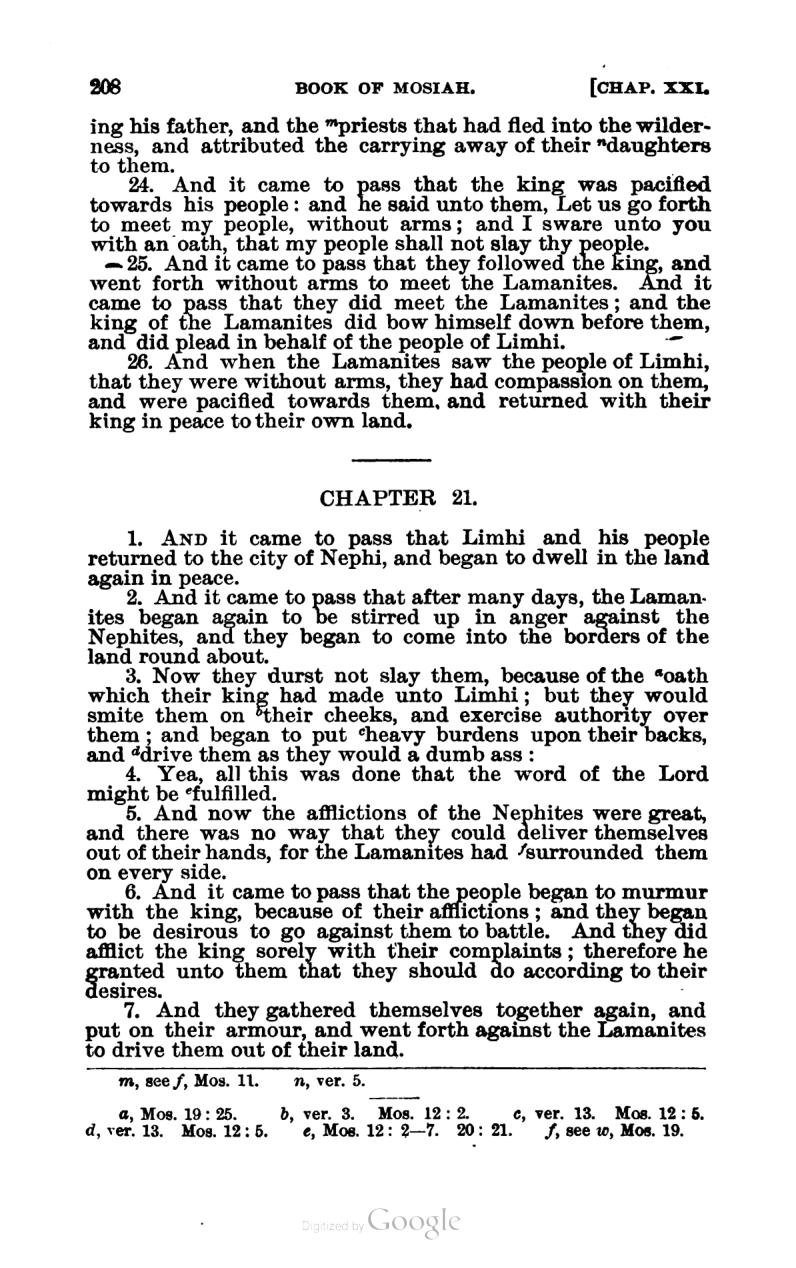 208 BOOK OF MOSIAH. [CHAP. XXI.
ing his father, and the ᵐpriests that had fled into the wilder-
ness, and attributed the carrying away of their ⁿdaughters
to them.
24. And it came to pass that the king was pacified
towards his people: and he said unto them, Let us go forth
to meet my people, without arms; and I sware unto you
with an oath, that my people shall not slay thy people.
25. And it came to pass that they followed the king, and
went forth without arms to meet the Lamanites. And it
came to pass that they did meet the Lamanites; and the
king of the Lamanites did bow himself down before them,
and did plead in behalf of the people of Limhi.
26. And when the Lamanites saw the people of Limhi,
that they were without arms, they had compassion on them,
and were pacified towards them, and returned with their
king in peace to their own land.
CHAPTER 21.
1. AND it came to pass that Limhi and his people
returned to the city of Nephi, and began to dwell in the land
again in peace.
2. And it came to pass that after many days, the Laman-
ites began again to be stirred up in anger against the
Nephites, and they began to come into the borders of the
land round about.
3. Now they durst not slay them, because of the ᵃoath
which their king had made unto Limhi; but they would
smite them on ᵇtheir cheeks, and exercise authority over
them; and began to put ᶜheavy burdens upon their backs,
and ᵈdrive them as they would a dumb ass:
4. Yea, all this was done that the word of the Lord
might be ᵉfulfilled.
5. And now the afflictions of the Nephites were great,
and there was no way that they could deliver themselves
out of their hands, for the Lamanites had ᶠsurrounded them
on every side.
6. And it came to pass that the people began to murmur
with the king, because of their afflictions; and they began
to be desirous to go against them to battle. And they did
afflict the king sorely with their complaints; therefore he
granted unto them that they should do according to their
desires.
7. And they gathered themselves together again, and
put on their armour, and went forth against the Lamanites
to drive them out of their land.
m, see f, Mos. 11. n, ver. 5.
a, Mos. 19: 25. b, ver. 3. Mos. 12: 2. c, ver. 13. Mos. 12: 5.
d, ver. 13. Mos. 12: 5. e, Mos. 12: 2—7. 20: 21. f, see w, Mos. 19.
Digitized by Google